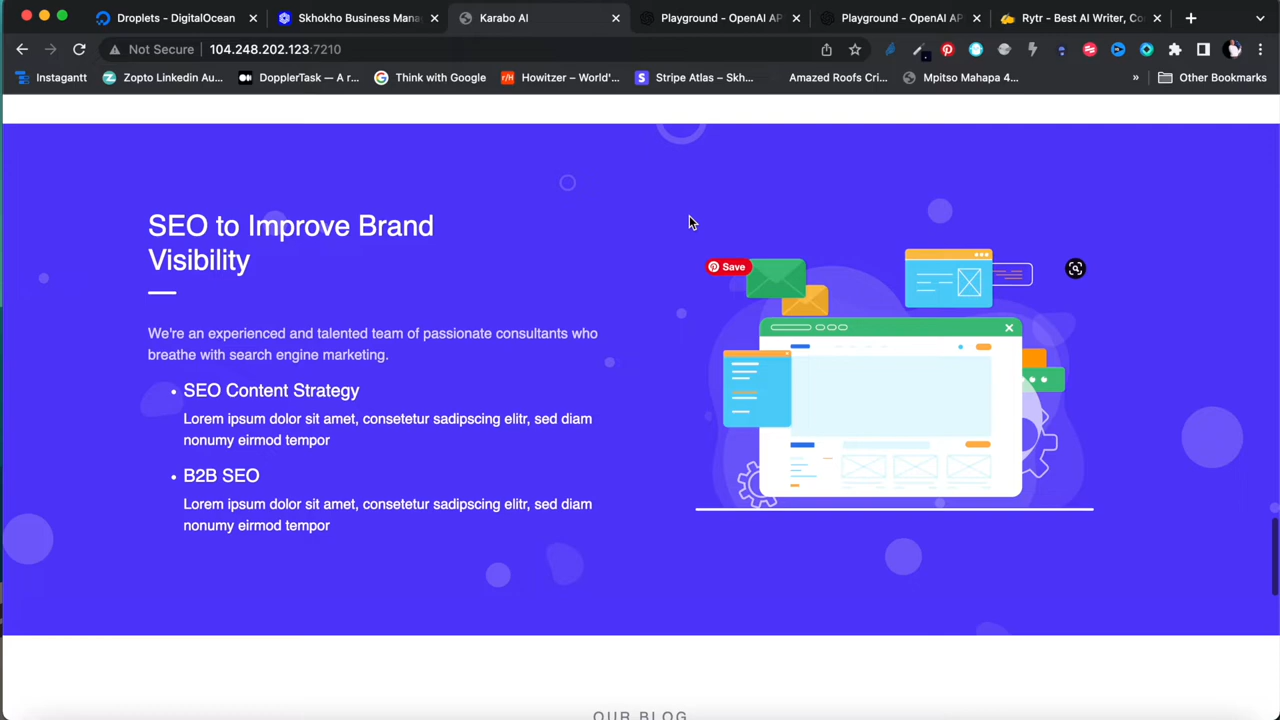 Droplets - DigitalOcean
Skhokho Business Mana
Karabo AI
Playground - OpenAI AP
Playground - OpenAI AP
Rytr - Best AI Writer, Co
Not Secure
104.248.202.123:7210
Instagantt
Zopto Linkedin Au...
DopplerTask — A r...
Think with Google
Howitzer – World'...
Stripe Atlas – Skh...
Amazed Roofs Cri...
Mpitso Mahapa 4...
»
Other Bookmarks
SEO to Improve Brand
Visibility
Save
We're an experienced and talented team of passionate consultants who
breathe with search engine marketing.
• SEO Content Strategy
Lorem ipsum dolor sit amet, consetetur sadipscing elitr, sed diam
nonumy eirmod tempor
• B2B SEO
Lorem ipsum dolor sit amet, consetetur sadipscing elitr, sed diam
nonumy eirmod tempor
OUR BLOG